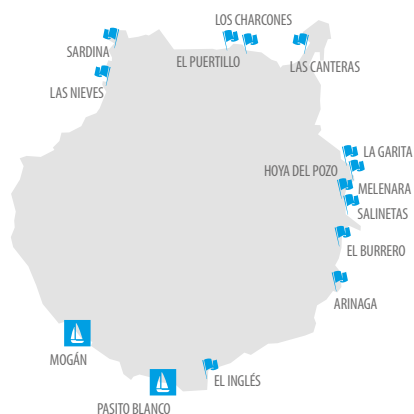 LOS CHARCONES
SARDINA
EL PUERTILLO
LAS CANTERAS
LAS NIEVES
LA GARITA
HOYA DEL POZO
MELENARA
SALINETAS
EL BURRERO
ARINAGA
MOGÁN
EL INGLÉS
PASITO BLANCO